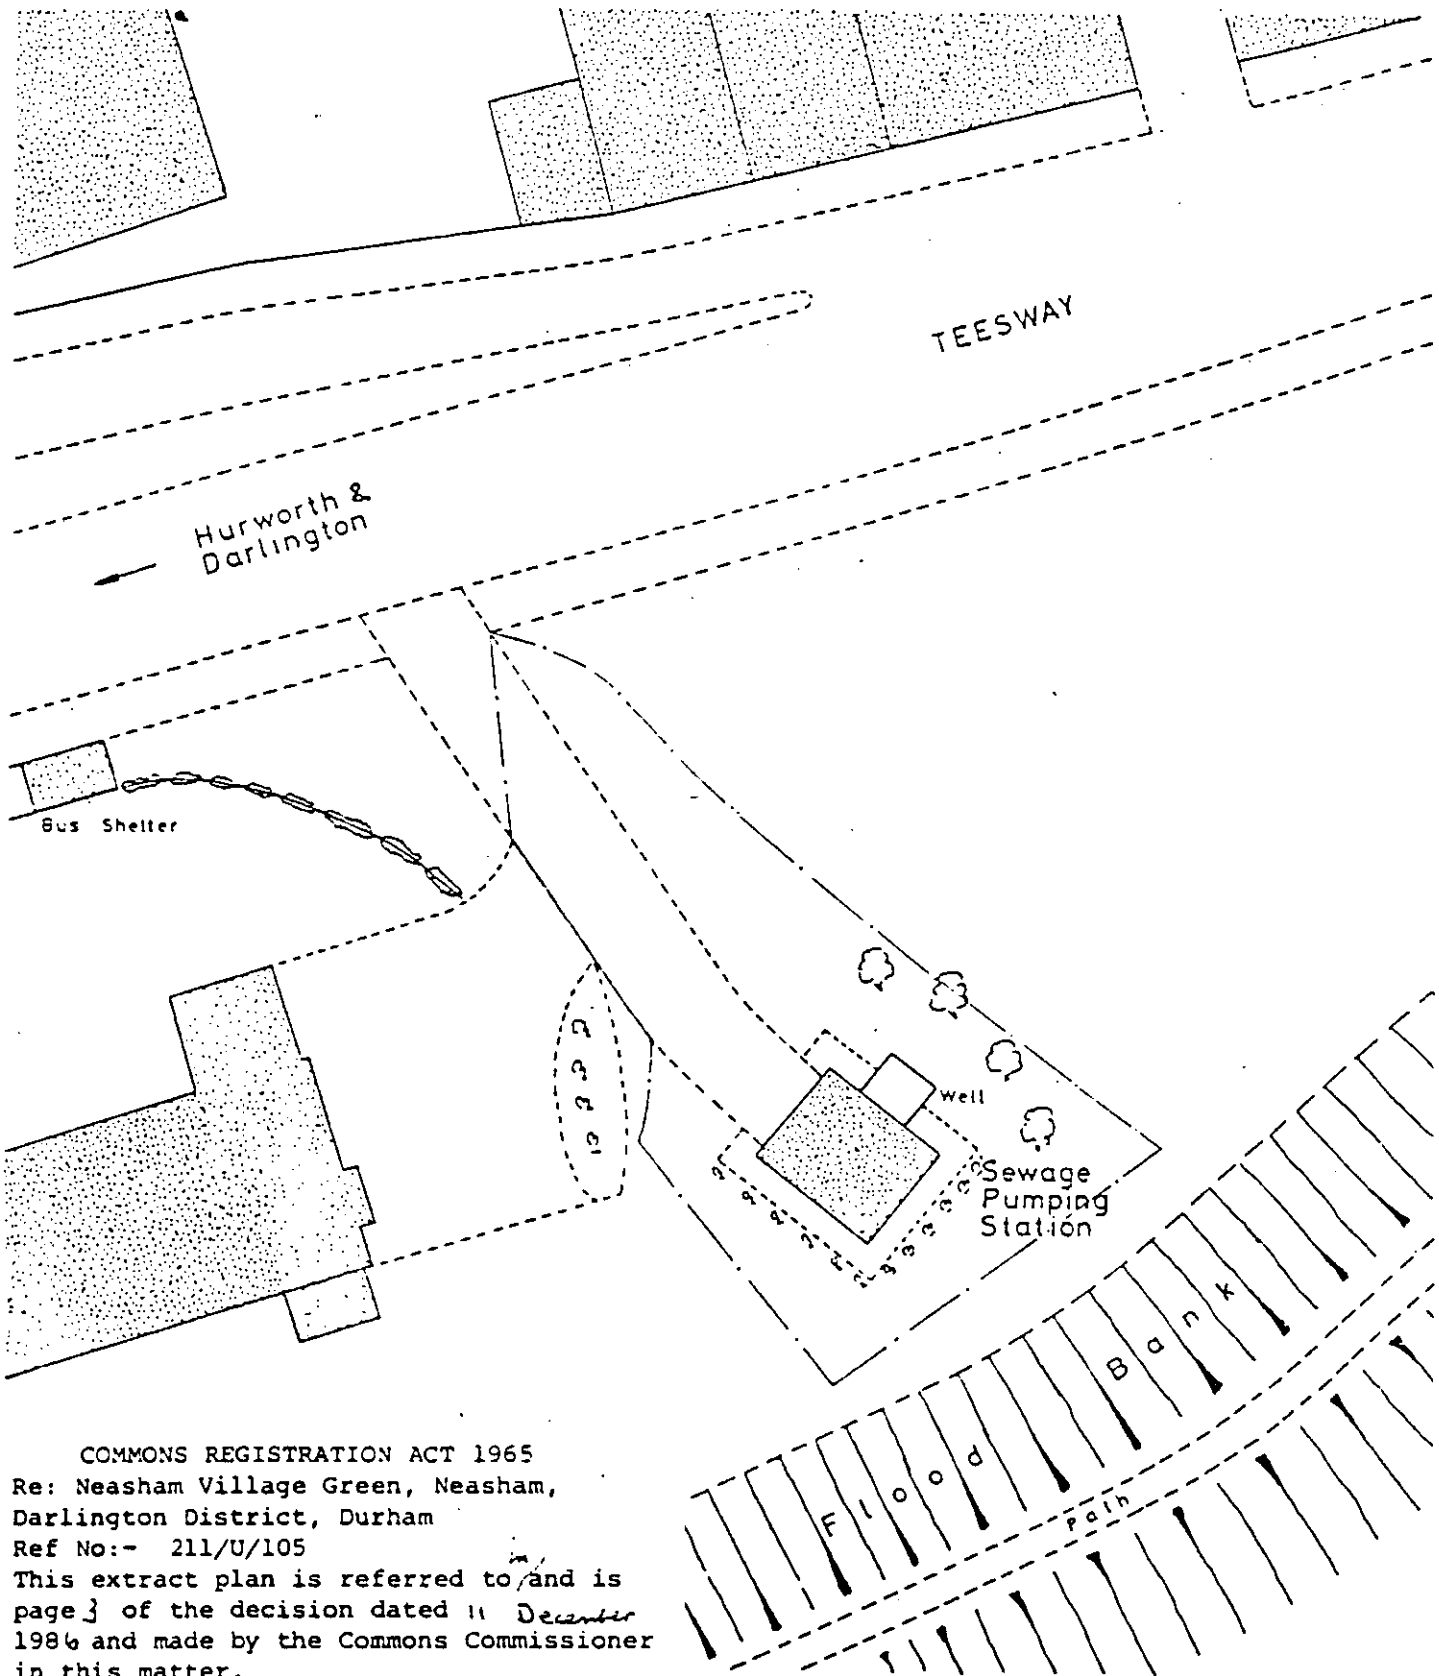 TEESWAY
Hurworth &
Darlington
Bus Shelter
Well
Sewage
Pumping
Station
Flood Bank
Path
COMMONS REGISTRATION ACT 1965
Re: Neasham Village Green, Neasham,
Darlington District, Durham
Ref No:- 211/U/105
This extract plan is referred to in and is
page 3 of the decision dated 11 December
1986 and made by the Commons Commissioner
in this matter.